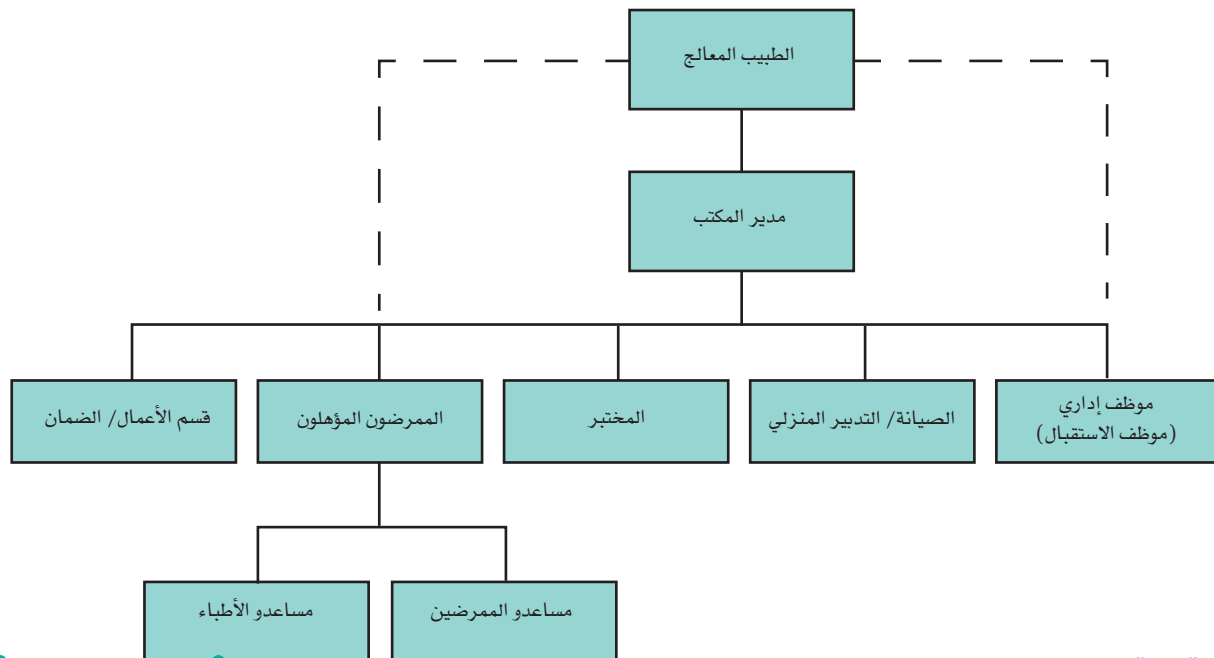 الطبيب المعالج
مدير المكتب
موظف إداري
(موظف الاستقبال)
الصيانة/ التدبير المنزلي
المختبر
الممرضون المؤهلون
قسم الأعمال/ الضمان
مساعدو الممرضين
مساعدو الأطباء